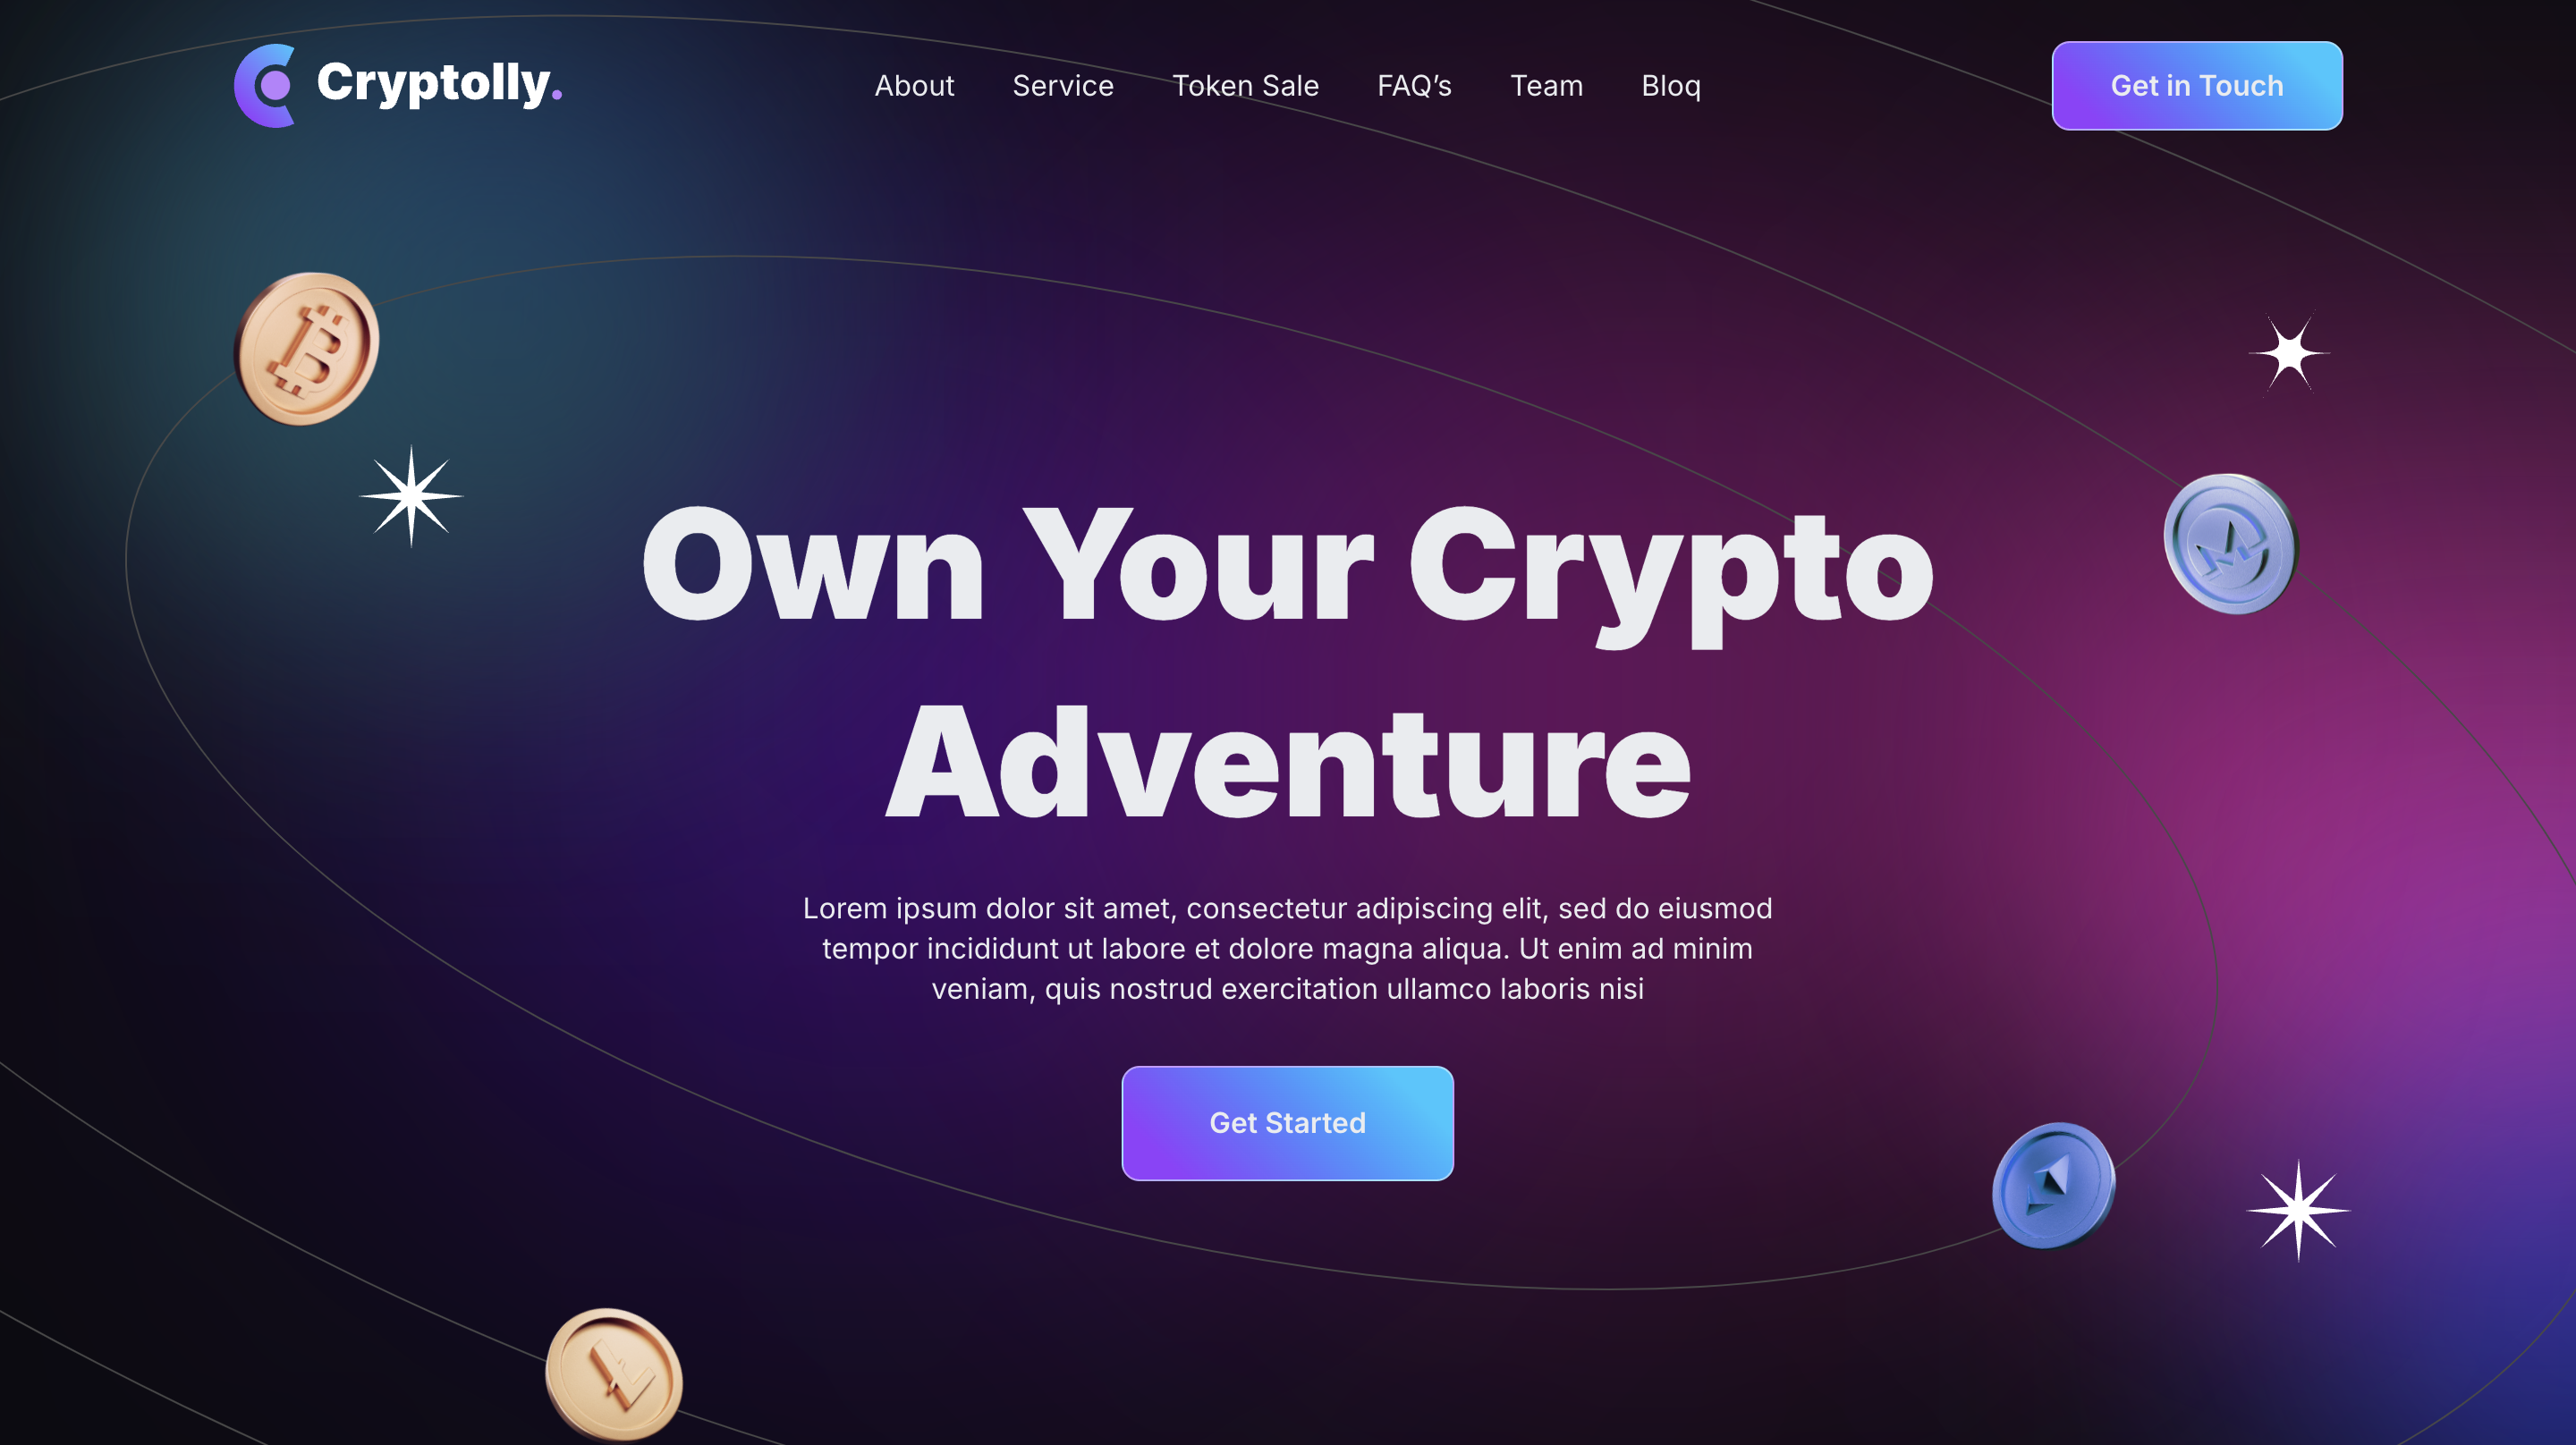 Cryptolly.
About
Service
Token Sale
FAQ’s
Team
Bloq
Get in Touch
Own Your Crypto
Adventure
Lorem ipsum dolor sit amet, consectetur adipiscing elit, sed do eiusmod
tempor incididunt ut labore et dolore magna aliqua. Ut enim ad minim
veniam, quis nostrud exercitation ullamco laboris nisi
Get Started